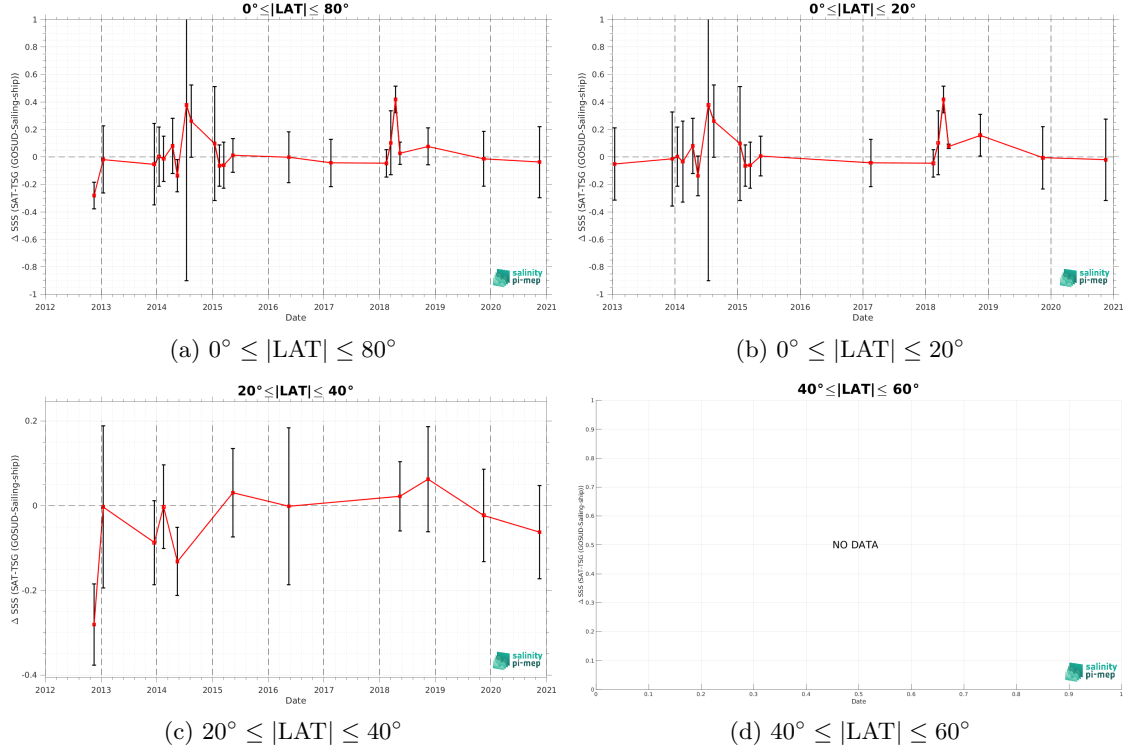 0°≤|LAT|≤ 80°
Δ SSS (SAT-TSG (GOSUD-Sailing-ship))
1
0.8
0.6
0.4
0.2
0
-0.2
-0.4
-0.6
-0.8
-1
2012 2013 2014 2015 2016 2017 2018 2019 2020 2021
Date
salinity
pi-mep
(a) 0° ≤ |LAT| ≤ 80°
0°≤|LAT|≤ 20°
Δ SSS (SAT-TSG (GOSUD-Sailing-ship))
1
0.8
0.6
0.4
0.2
0
-0.2
-0.4
-0.6
-0.8
-1
2013 2014 2015 2016 2017 2018 2019 2020 2021
Date
salinity
pi-mep
(b) 0° ≤ |LAT| ≤ 20°
20°≤|LAT|≤ 40°
Δ SSS (SAT-TSG (GOSUD-Sailing-ship))
0.2
0
-0.2
-0.4
2012 2013 2014 2015 2016 2017 2018 2019 2020 2021
Date
salinity
pi-mep
(c) 20° ≤ |LAT| ≤ 40°
40°≤|LAT|≤ 60°
Δ SSS (SAT-TSG (GOSUD-Sailing-ship))
1
0.9
0.8
0.7
0.6
0.5
0.4
0.3
0.2
0.1
0
NO DATA
0 0.1 0.2 0.3 0.4 0.5 0.6 0.7 0.8 0.9 1
Date
salinity
pi-mep
(d) 40° ≤ |LAT| ≤ 60°